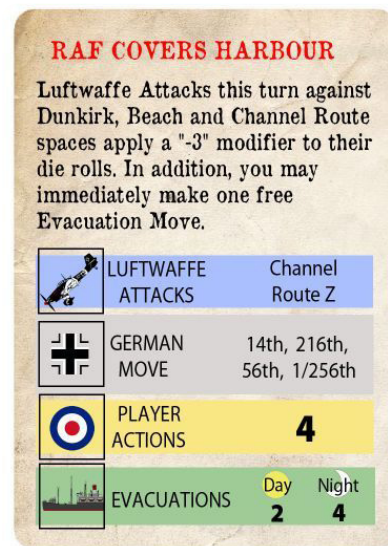 RAF COVERS HARBOUR
Luftwaffe Attacks this turn against
Dunkirk, Beach and Channel Route
spaces apply a "-3" modifier to their
die rolls. In addition, you may
immediately make one free
Evacuation Move.
LUFTWAFFE ATTACKS
Channel Route Z
GERMAN MOVE
14th, 216th,
56th, 1/256th
PLAYER ACTIONS
4
EVACUATIONS
Day Night
2 4